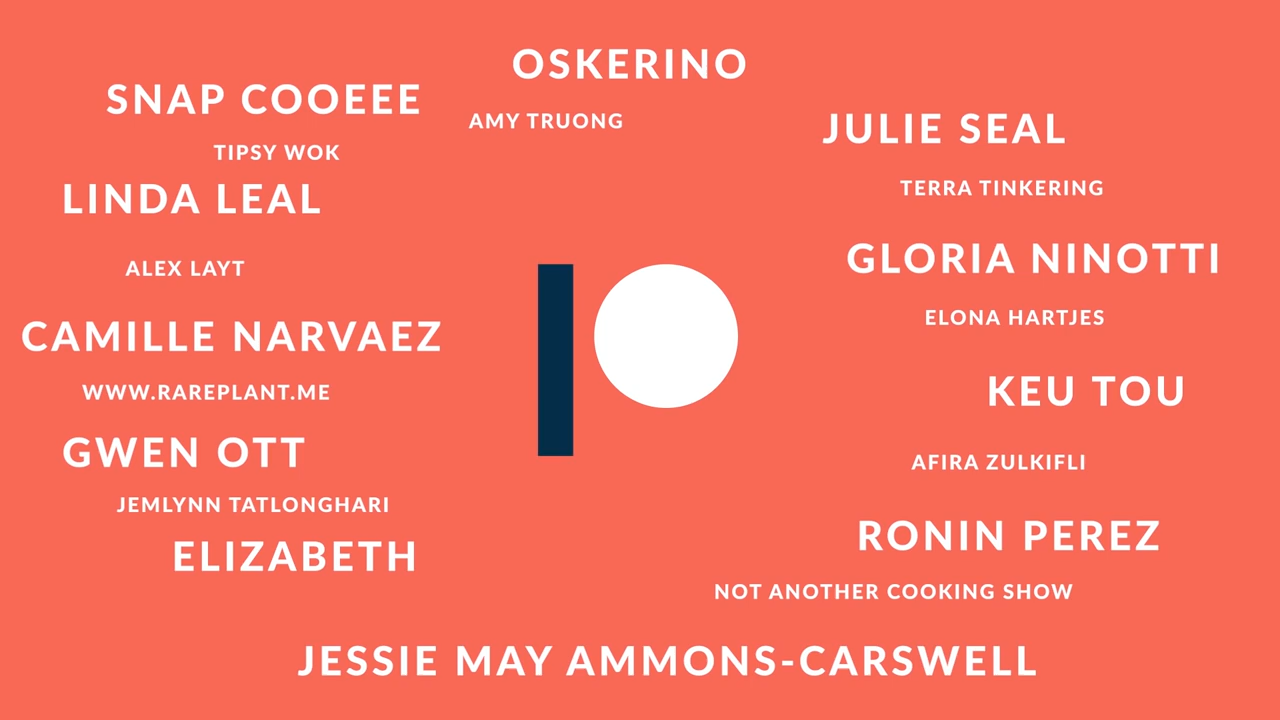 OSKERINO
SNAP COOEEE
AMY TRUONG
JULIE SEAL
TIPSY WOK
TERRA TINKERING
LINDA LEAL
GLORIA NINOTTI
ALEX LAYT
ELONA HARTJES
CAMILLE NARVAEZ
WWW.RAREPLANT.ME
KEU TOU
GWEN OTT
AFIRA ZULKIFLI
JEMLYNN TATLONGHARI
RONIN PEREZ
ELIZABETH
NOT ANOTHER COOKING SHOW
JESSIE MAY AMMONS-CARSWELL